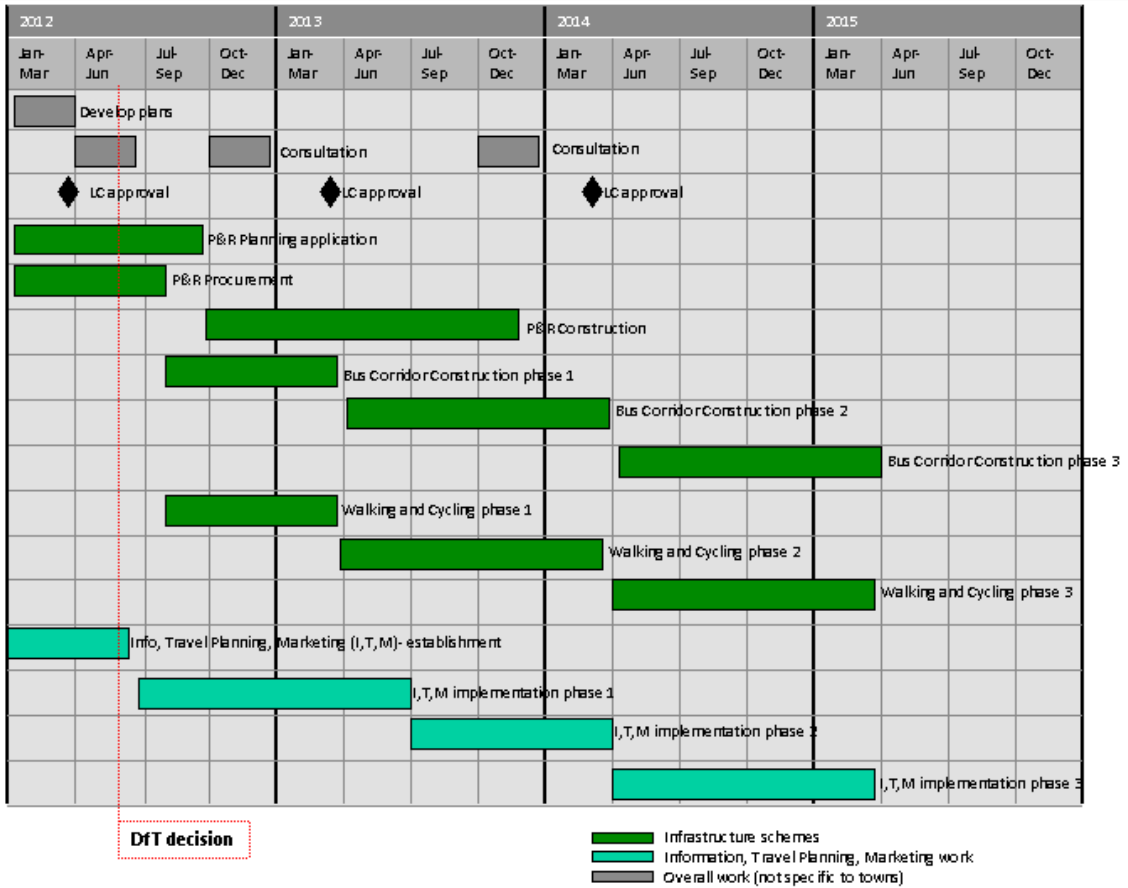 2012 2013 2014 2015
Jan- Apr- Jul- Oct- Jan- Apr- Jul- Oct- Jan- Apr- Jul- Oct- Jan- Apr- Jul- Oct-
Mar Jun Sep Dec Mar Jun Sep Dec Mar Jun Sep Dec Mar Jun Sep Dec
Develop plans
Consultation Consultation
LC approval LC approval LC approval
P&R Planning application
P&R Procurement
P&R Construction
Bus Corridor Construction phase 1
Bus Corridor Construction phase 2
Bus Corridor Construction phase 3
Walking and Cycling phase 1
Walking and Cycling phase 2
Walking and Cycling phase 3
Info, Travel Planning, Marketing (I,T,M)- establishment
I,T,M implementation phase 1
I,T,M implementation phase 2
I,T,M implementation phase 3
DfT decision
Infrastructure schemes
Information, Travel Planning, Marketing work
Overall work (not specific to towns)